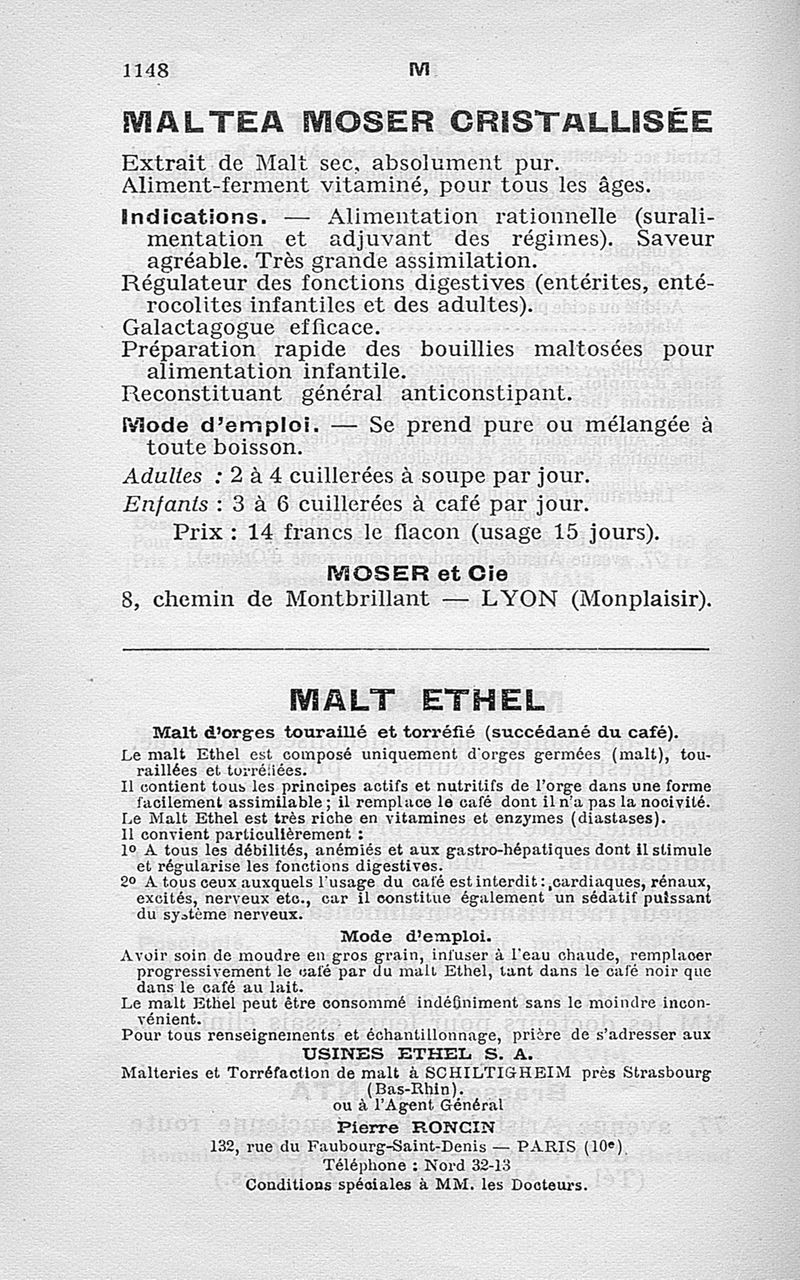 1148
M
MALTEA MOSER CRISTALLISÉE
Extrait de Malt sec, absolument pur.
Aliment-ferment vitaminé, pour tous les âges.
Indications. — Alimentation rationnelle (surali-
mentation et adjuvant des régimes). Saveur
agréable. Très grande assimilation.
Régulateur des fonctions digestives (entérites, enté-
rocolites infantiles et des adultes).
Galactagogue efficace.
Préparation rapide des bouillies maltosées pour
alimentation infantile.
Reconstituant général anticonstipant.
Mode d'emploi. — Se prend pure ou mélangée à
toute boisson.
Adultes : 2 à 4 cuillerées à soupe par jour.
Enfants : 3 à 6 cuillerées à café par jour.
Prix : 14 francs le flacon (usage 15 jours).
MOSER et Cie
8, chemin de Montbrillant — LYON (Monplaisir).
MALT ETHEL
Malt d'orges touraillé et torréfié (succédané du café).
Le malt Ethel est composé uniquement d'orges germées (malt), tou-
raillées et torréfiées.
Il contient tous les principes actifs et nutritifs de l'orge dans une forme
facilement assimilable ; il remplace le café dont il n'a pas la nocivité.
Le Malt Ethel est très riche en vitamines et enzymes (diastases).
Il convient particulièrement :
1º A tous les débilités, anémiés et aux gastro-hépatiques dont il stimule
et régularise les fonctions digestives.
2º A tous ceux auxquels l'usage du café est interdit : cardiaques, rénaux,
excités, nerveux etc., car il constitue également un sédatif puissant
du système nerveux.
Mode d'emploi.
Avoir soin de moudre en gros grain, infuser à l'eau chaude, remplacer
progressivement le café par du malt Ethel, tant dans le café noir que
dans le café au lait.
Le malt Ethel peut être consommé indéfiniment sans le moindre incon-
vénient.
Pour tous renseignements et échantillonnage, prière de s'adresser aux
USINES ETHEL S. A.
Malteries et Torréfaction de malt à SCHILTIGHEIM près Strasbourg
(Bas-Rhin).
ou à l'Agent Général
Pierre RONCIN
132, rue du Faubourg-Saint-Denis — PARIS (10e).
Téléphone : Nord 32-13
Conditions spéciales à MM. les Docteurs.